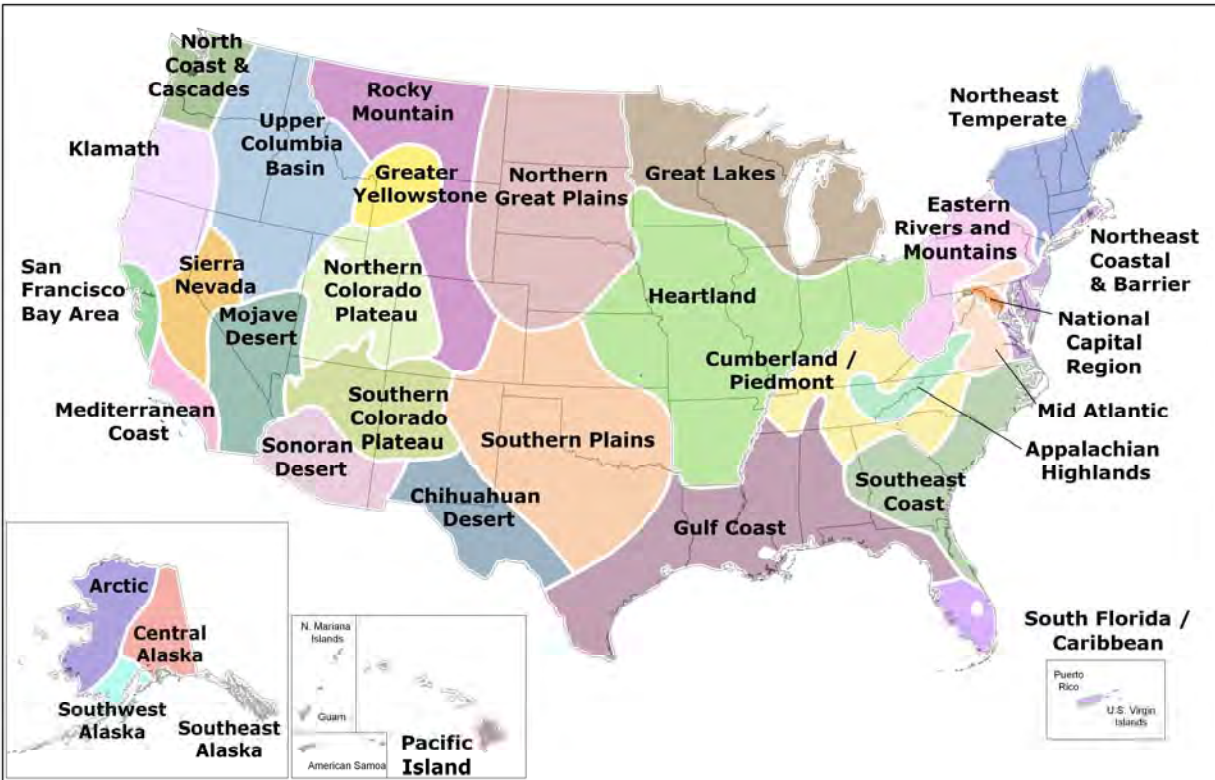 North
Coast &
Cascades
Rocky
Mountain
Northeast
Temperate
Upper
Columbia
Basin
Klamath
Greater
Yellowstone
Northern
Great Plains
Great Lakes
Eastern
Rivers and
Mountains
Northeast
Coastal
& Barrier
San
Francisco
Bay Area
Sierra
Nevada
Northern
Colorado
Plateau
Heartland
Mojave
Desert
National
Capital
Region
Cumberland /
Piedmont
Mediterranean
Coast
Southern
Colorado
Plateau
Mid Atlantic
Sonoran
Desert
Southern Plains
Appalachian
Highlands
Southeast
Coast
Chihuahuan
Desert
Gulf Coast
Arctic
Central
Alaska
Southwest
Alaska
Southeast
Alaska
N. Mariana
Islands
Guam
American Samoa
Pacific
Island
South Florida /
Caribbean
Puerto
Rico
U.S. Virgin
Islands